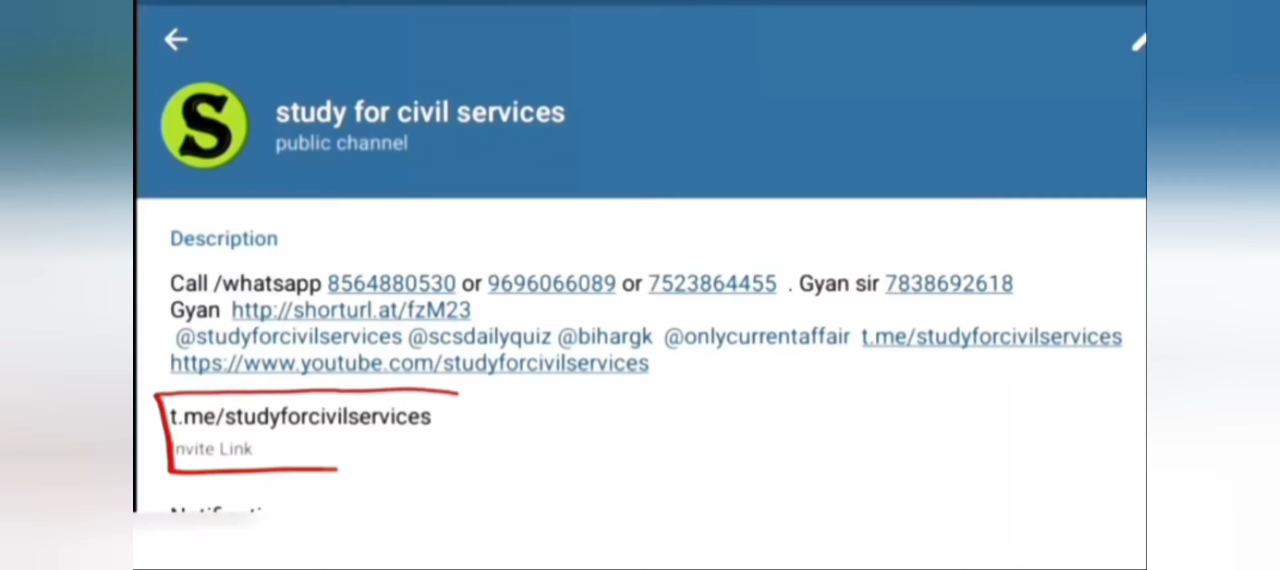 S
study for civil services
public channel
Description
Call /whatsapp 8564880530 or 9696066089 or 7523864455 . Gyan sir 7838692618
Gyan http://shorturl.at/fzM23
@studyforcivilservices @scsdailyquiz @bihargk @onlycurrentaffair t.me/studyforcivilservices
https://www.youtube.com/studyforcivilservices
t.me/studyforcivilservices
Invite Link